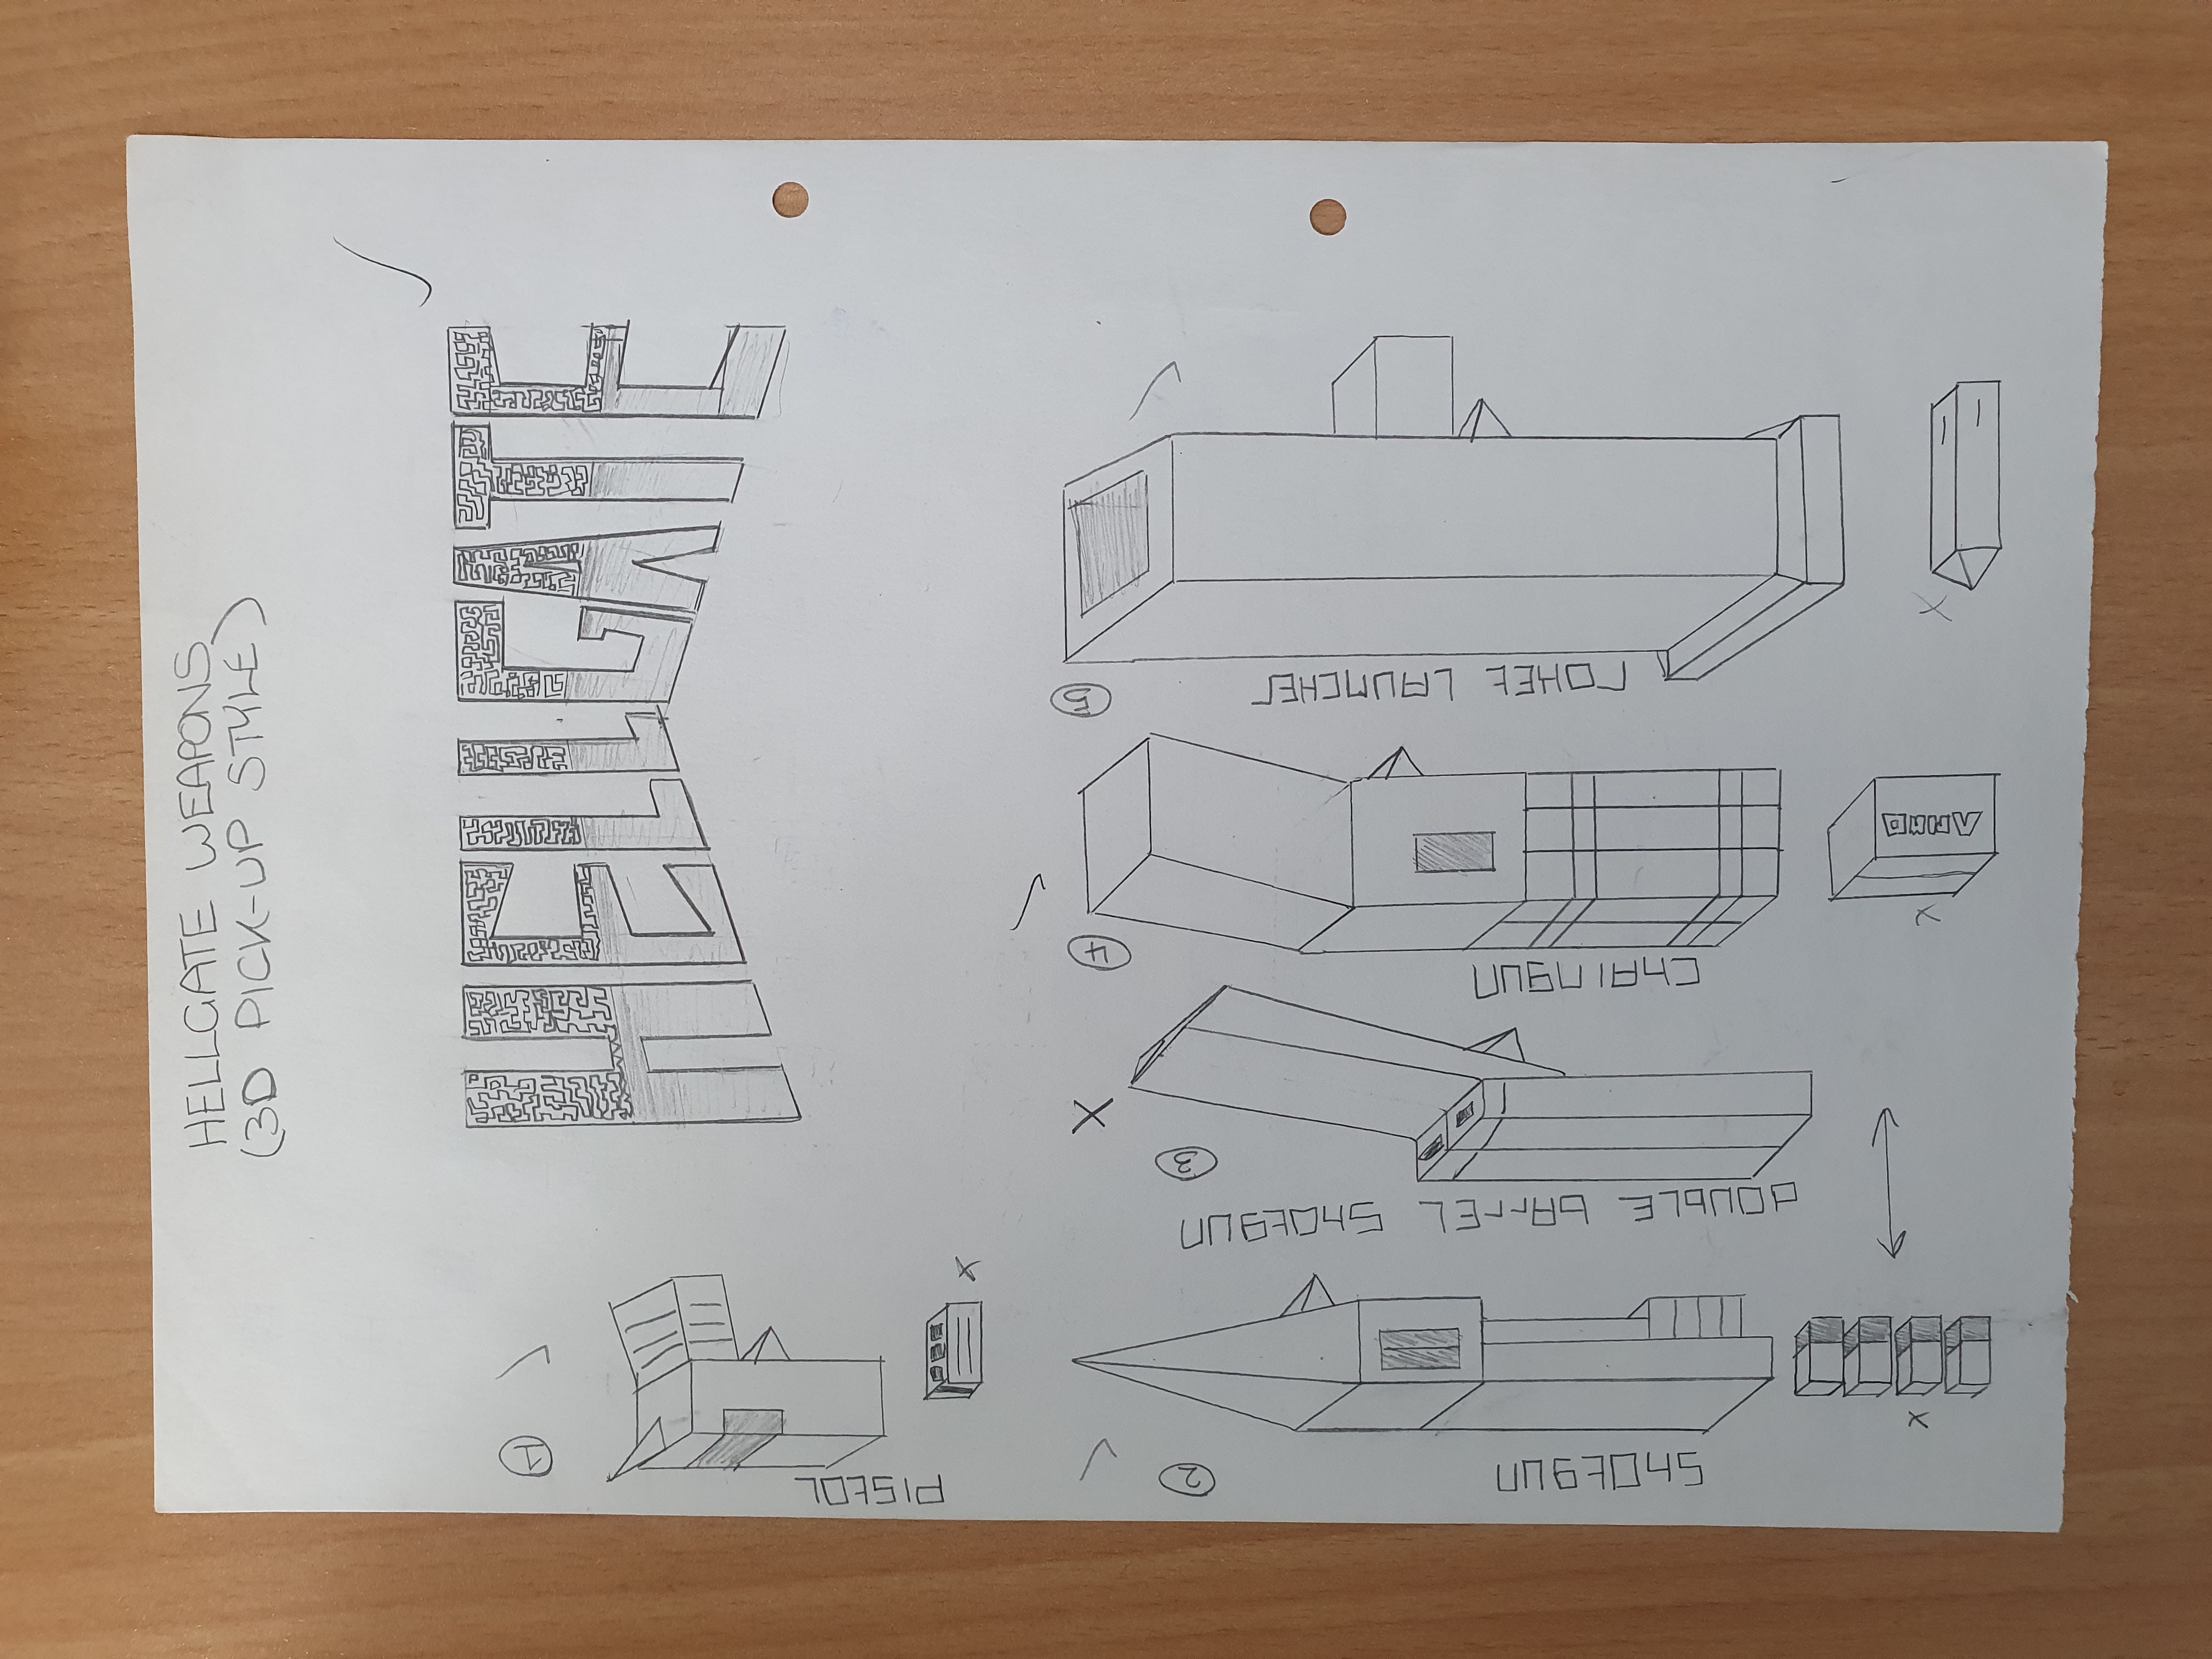 HELLGATE WEAPONS
(3D PICK-UP STYLE)
HELLGATE
PIStOL
1
ShOtgun
2
dOUbLE bArrEL ShOtgUn
3
ChAIngUn
4
AMMO
rOKEt LAUnCHEr
5